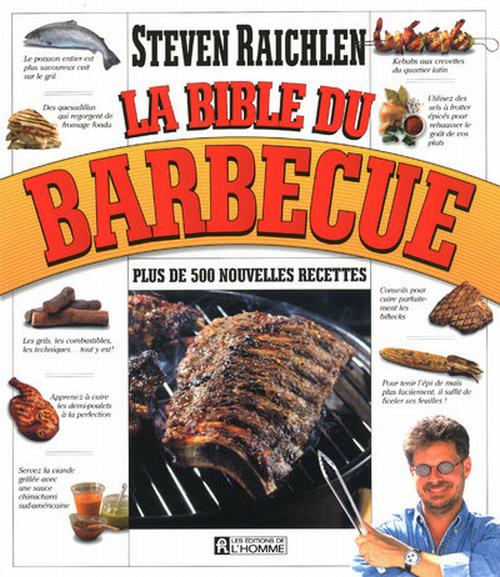 STEVEN RAICHLEN
LA BIBLE DU
BARBECUE
PLUS DE 500 NOUVELLES RECETTES
Le poisson entier est
plus savoureux cuit
sur le gril
Des quesadillas
qui regorgent de
fromage fondu
Kebabs aux crevettes
du quartier latin
Utilisez des
sels à frotter
épicés pour
rehausser le
goût de vos
plats
Les grils, les combustibles,
les techniques... tout y est!
Apprenez à cuire
les demi-poulets
à la perfection
Servez la viande
grillée avec
une sauce
chimichurri
sud-américaine
Conseils pour
cuire parfaite-
ment les
biftecks
Pour tenir l'épi de maïs
plus facilement, il suffit de
ficeler ses feuilles !
LES ÉDITIONS DE
L'HOMME